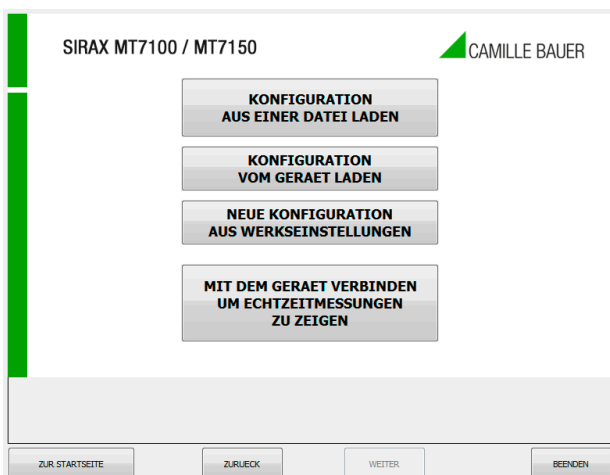 SIRAX MT7100 / MT7150
CAMILLE BAUER
KONFIGURATION
AUS EINER DATEI LADEN
KONFIGURATION
VOM GERAET LADEN
NEUE KONFIGURATION
AUS WERKSEINSTELLUNGEN
MIT DEM GERAET VERBINDEN
UM ECHTZEITMESSUNGEN
ZU ZEIGEN
ZUR STARTSEITE
ZURUECK
WEITER
BEENDEN